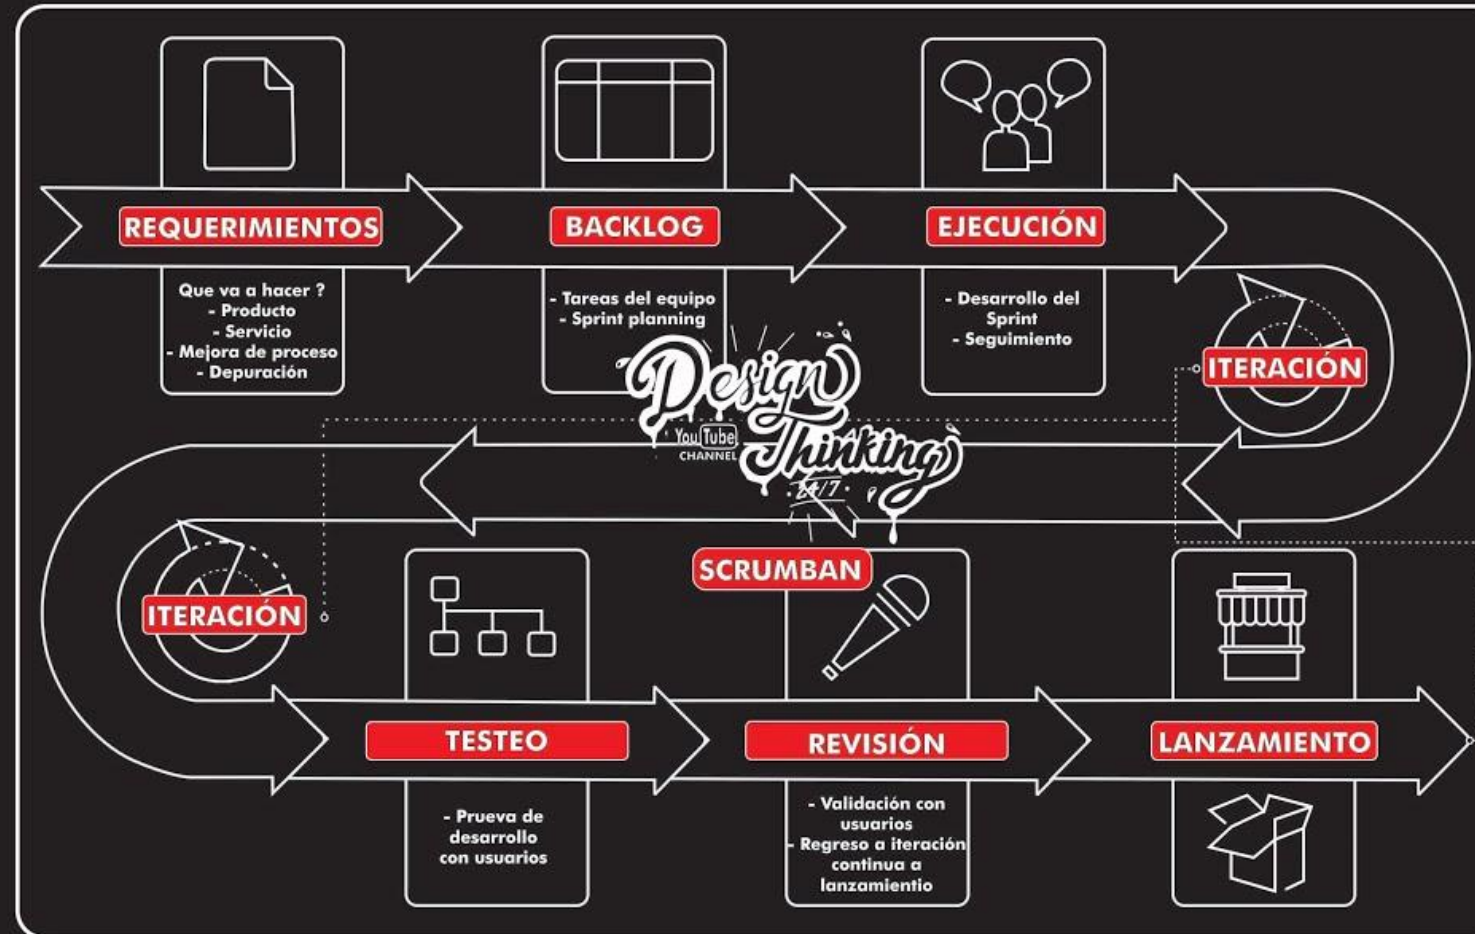 REQUERIMIENTOS
BACKLOG
EJECUCIÓN
Que va a hacer ?
- Producto
- Servicio
- Mejora de proceso
- Depuración
- Tareas del equipo
- Sprint planning
- Desarrollo del
Sprint
- Seguimiento
ITERACIÓN
Design
Thinking
YouTube
CHANNEL
24/7
SCRUMBAN
ITERACIÓN
TESTEO
REVISIÓN
LANZAMIENTO
- Prueva de
desarrollo
con usuarios
- Validación con
usuarios
- Regreso a iteración
continua a
lanzamientio